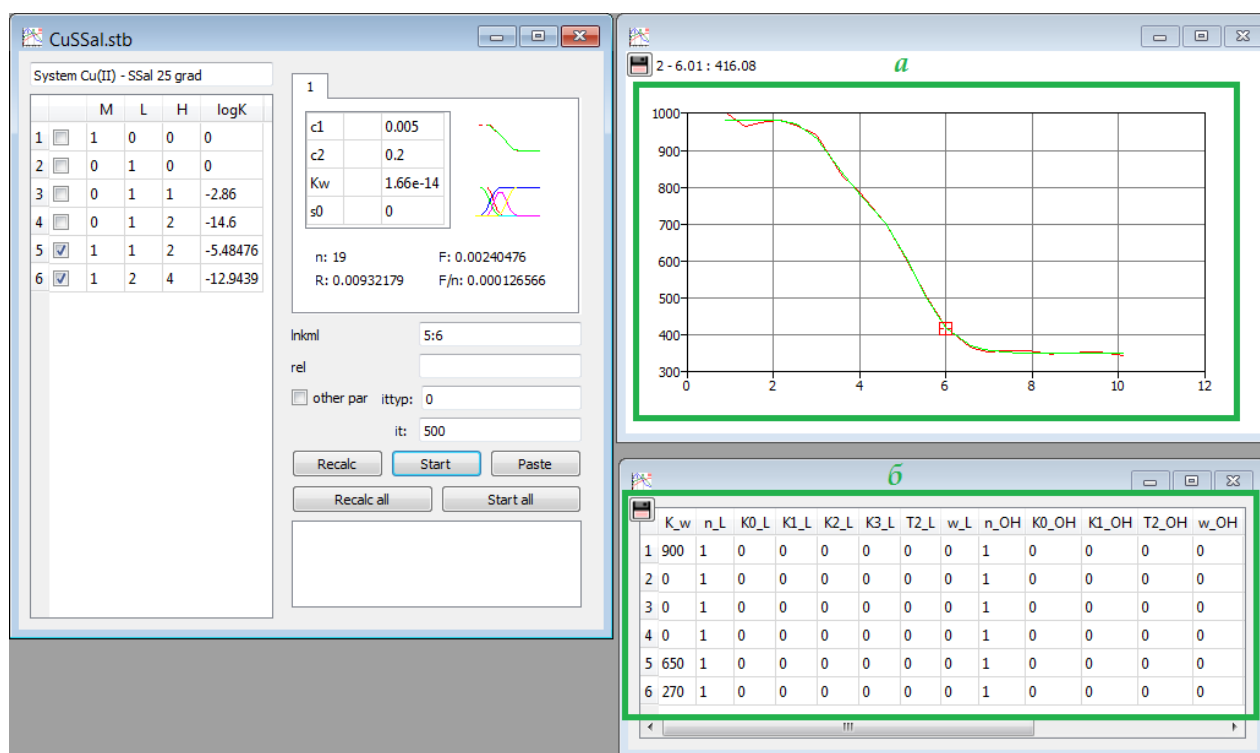 CuSSal.stb
System Cu(II) - SSal 25 grad
M L H logK
1 1 0 0 0
2 0 1 0 0
3 0 1 1 -2.86
4 0 1 2 -14.6
5 1 1 2 -5.48476
6 1 2 4 -12.9439
1
c1 0.005
c2 0.2
Kw 1.66e-14
s0 0
n: 19 F: 0.00240476
R: 0.00932179 F/n: 0.000126566
lnkml 5:6
rel
other par ittyp: 0
it: 500
Recalc Start Paste
Recalc all Start all
2 - 6.01 : 416.08 а
1000
900
800
700
600
500
400
300
0 2 4 6 8 10 12
б
K_w n_L K0_L K1_L K2_L K3_L T2_L w_L n_OH K0_OH K1_OH T2_OH w_OH
1 900 1 0 0 0 0 0 0 1 0 0 0 0
2 0 1 0 0 0 0 0 0 1 0 0 0 0
3 0 1 0 0 0 0 0 0 1 0 0 0 0
4 0 1 0 0 0 0 0 0 1 0 0 0 0
5 650 1 0 0 0 0 0 0 1 0 0 0 0
6 270 1 0 0 0 0 0 0 1 0 0 0 0